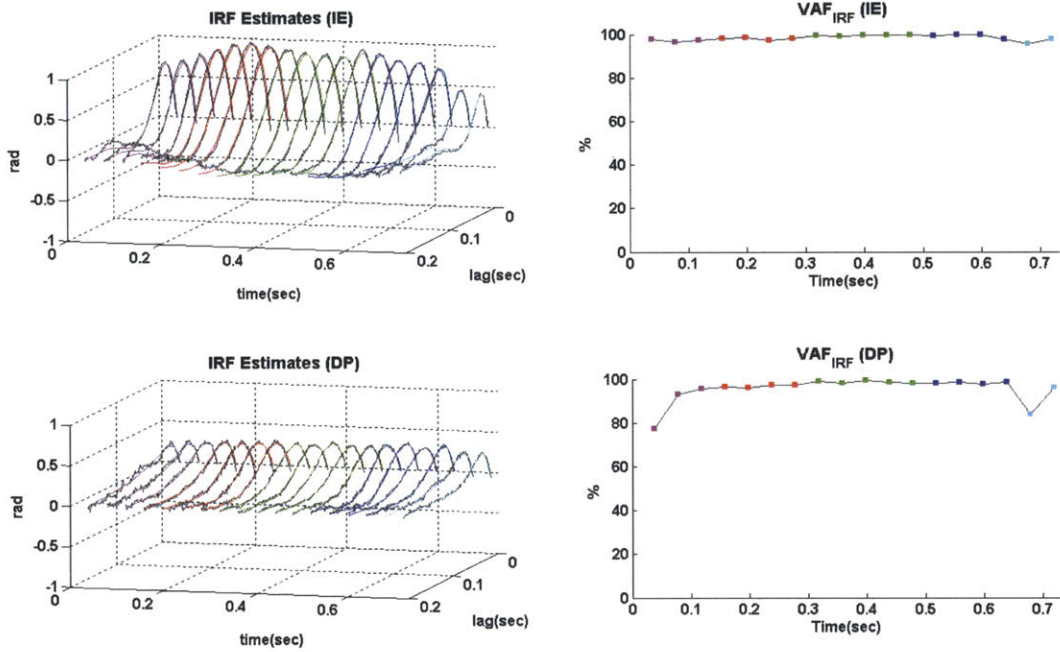 IRF Estimates (IE)
1
0.5
0
-0.5
-1
rad
0
0.2
0.4
0.6
0.2
0.1
0
time(sec)
lag(sec)
VAF_IRF (IE)
100
80
60
40
20
0
%
0 0.1 0.2 0.3 0.4 0.5 0.6 0.7
Time(sec)
IRF Estimates (DP)
1
0.5
0
-0.5
-1
rad
0
0.2
0.4
0.6
0.2
0.1
0
time(sec)
lag(sec)
VAF_IRF (DP)
100
80
60
40
20
0
%
0 0.1 0.2 0.3 0.4 0.5 0.6 0.7
Time(sec)